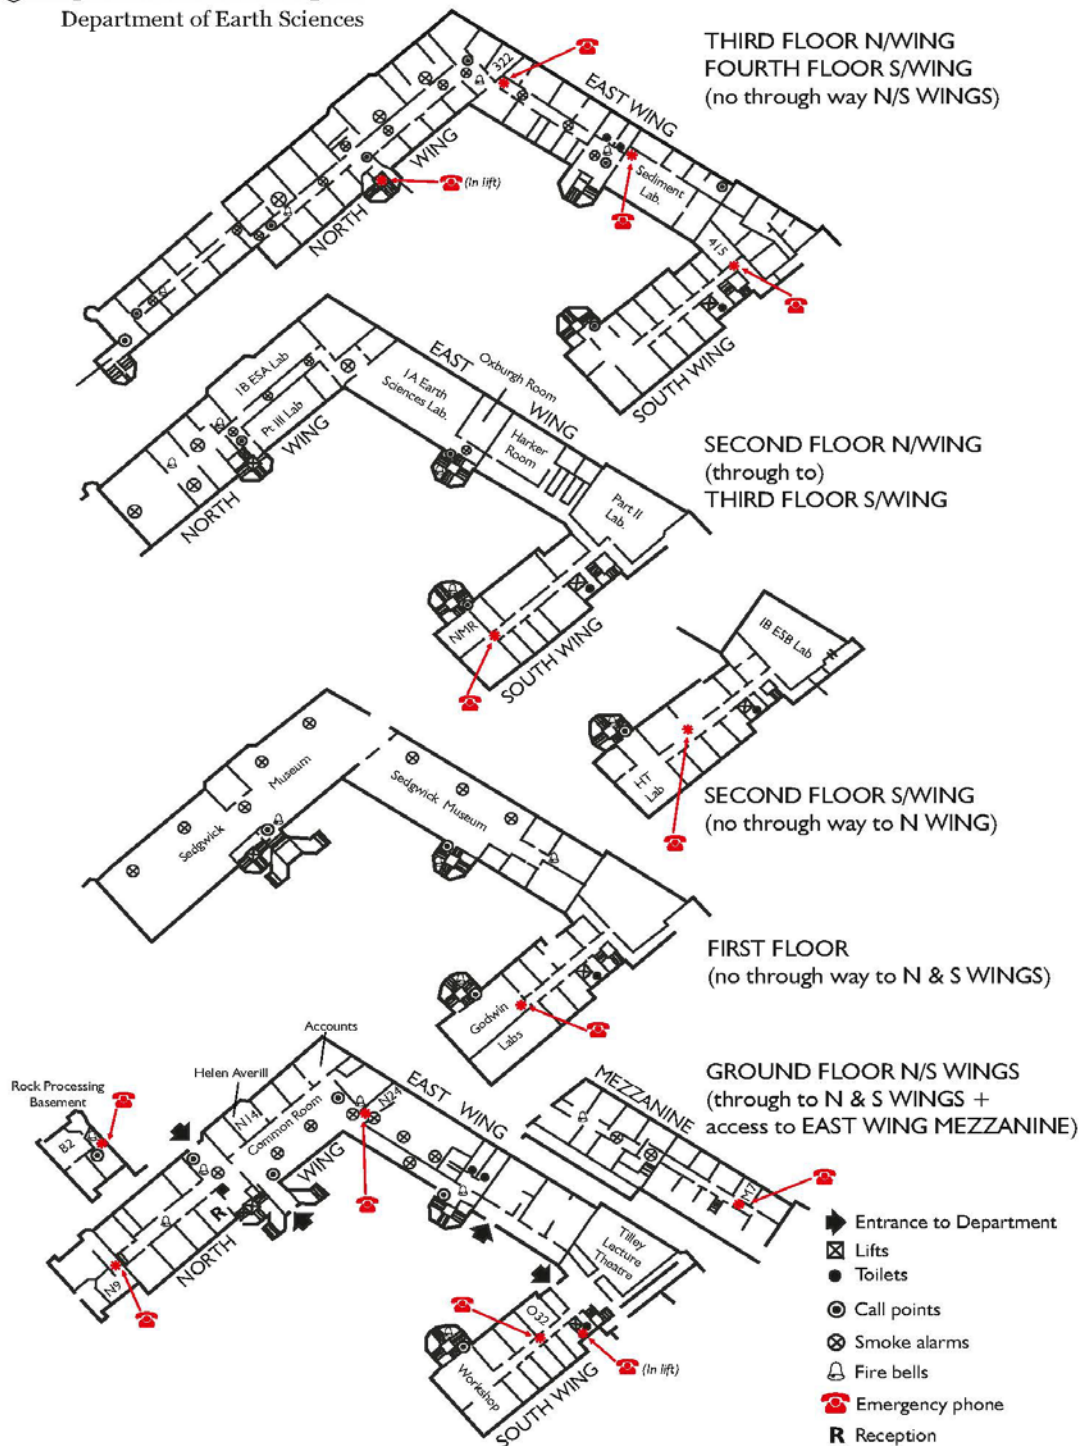 Department of Earth Sciences
THIRD FLOOR N/WING
FOURTH FLOOR S/WING
(no through way N/S WINGS)
322
EAST WING
WING
NORTH
(In lift)
Sediment
Lab.
415
SOUTH WING
IB ESA Lab
Pt III Lab
WING
NORTH
EAST
WING
1A Earth
Sciences Lab.
Oxburgh Room
Harker
Room
Part II
Lab.
NMR
SOUTH WING
SECOND FLOOR N/WING
(through to)
THIRD FLOOR S/WING
IB ESB Lab
HT
Lab
SECOND FLOOR S/WING
(no through way to N WING)
Sedgwick
Museum
Sedgwick Museum
Godwin
Labs
FIRST FLOOR
(no through way to N & S WINGS)
Accounts
Helen Averill
Rock Processing
Basement
B2
N14
Common Room
N24
EAST
WING
WING
NORTH
R
N9
MEZZANINE
M7
Tilley
Lecture
Theatre
O32
Workshop
SOUTH WING
(In lift)
GROUND FLOOR N/S WINGS
(through to N & S WINGS +
access to EAST WING MEZZANINE)
Entrance to Department
Lifts
Toilets
Call points
Smoke alarms
Fire bells
Emergency phone
R Reception